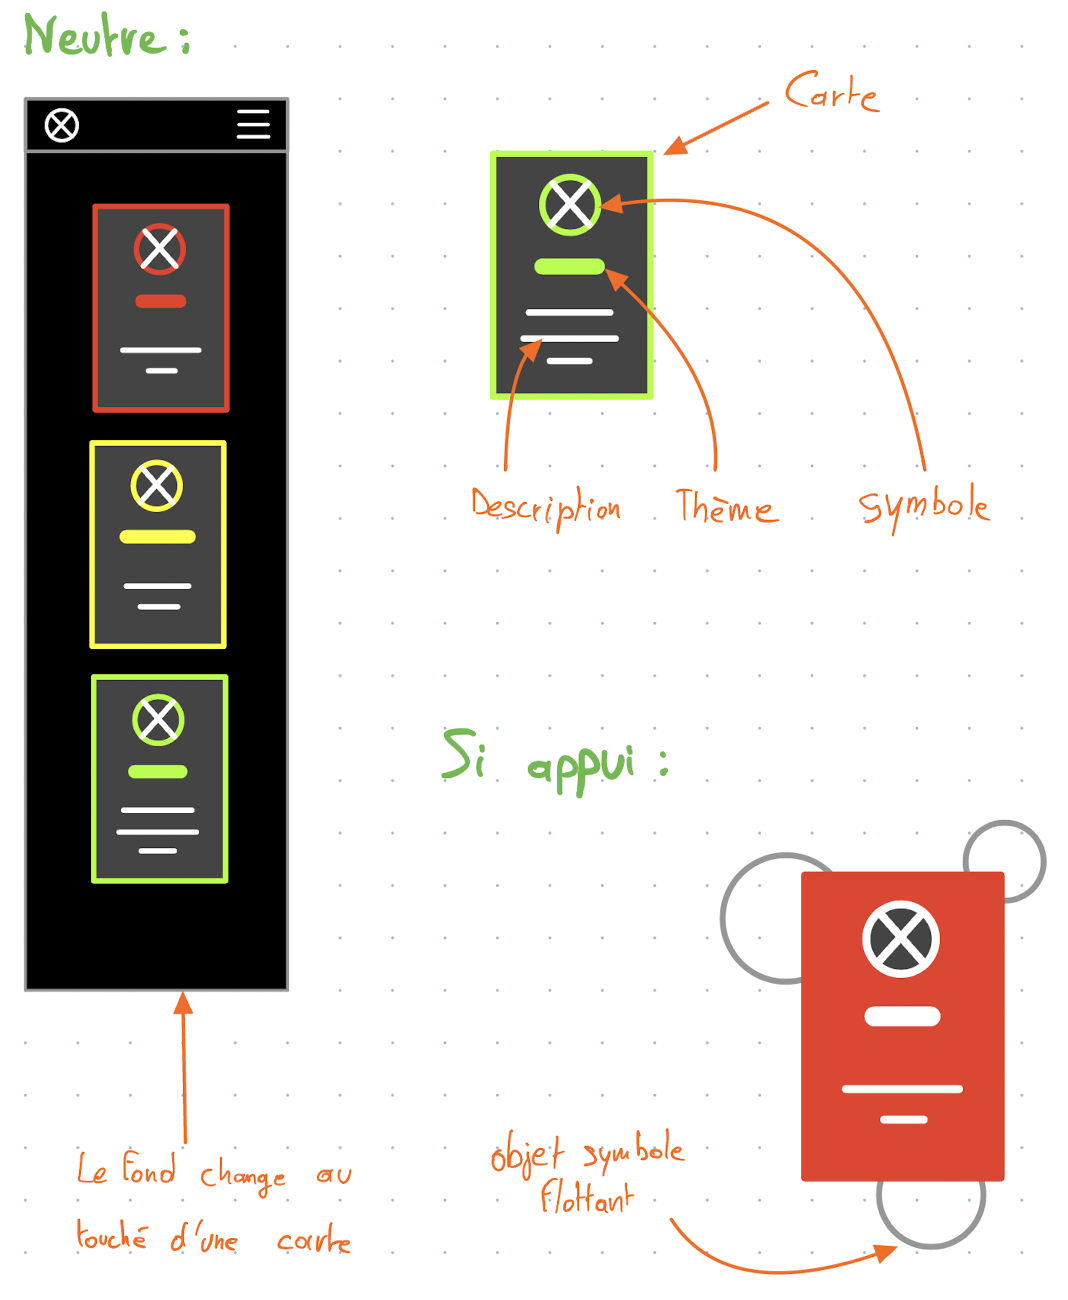 Neutre :
Carte
Description
Thème
Symbole
Si appui :
Le Fond change au
touché d'une carte
objet symbole
flottant